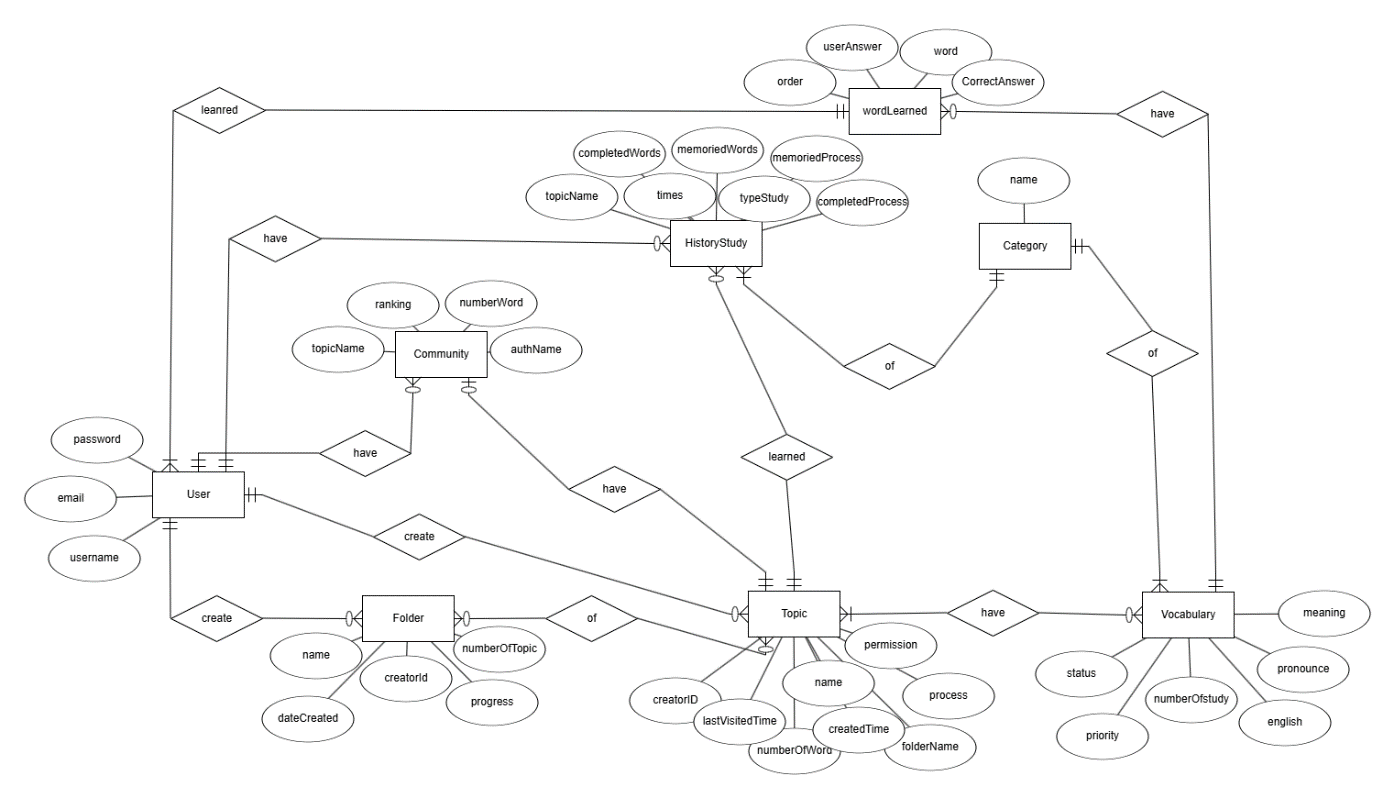 userAnswer
word
order
CorrectAnswer
leanred
wordLearned
have
completedWords
memoriedWords
memoriedProcess
topicName
times
typeStudy
completedProcess
name
have
HistoryStudy
Category
ranking
numberWord
topicName
Community
authName
of
of
password
have
learned
User
email
have
create
username
create
Folder
of
Topic
have
Vocabulary
meaning
name
numberOfTopic
permission
creatorId
status
pronounce
dateCreated
progress
creatorID
name
process
numberOfstudy
lastVisitedTime
createdTime
english
priority
numberOfWord
folderName